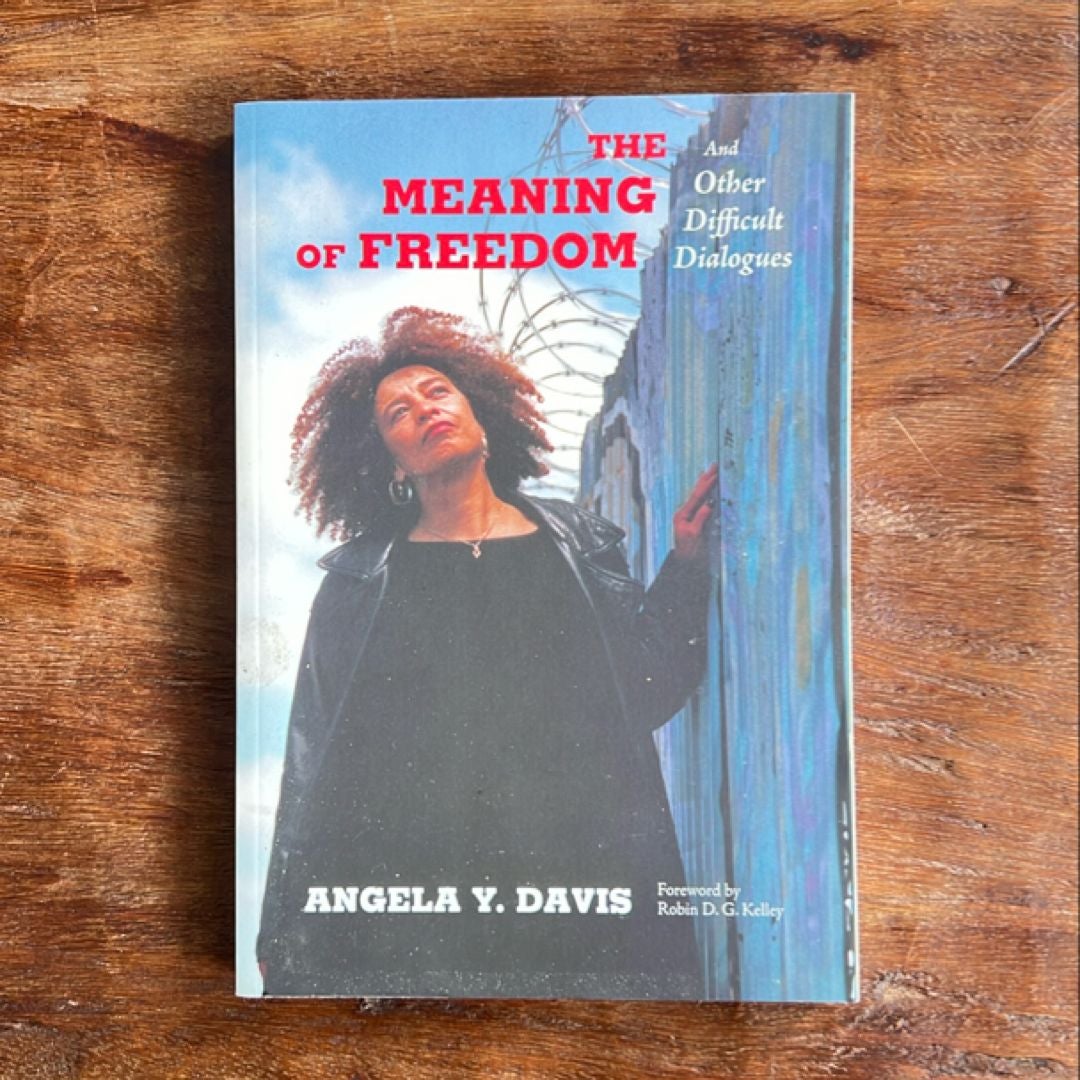 THE
MEANING
OF FREEDOM
And
Other
Difficult
Dialogues
ANGELA Y. DAVIS
Foreword by
Robin D. G. Kelley